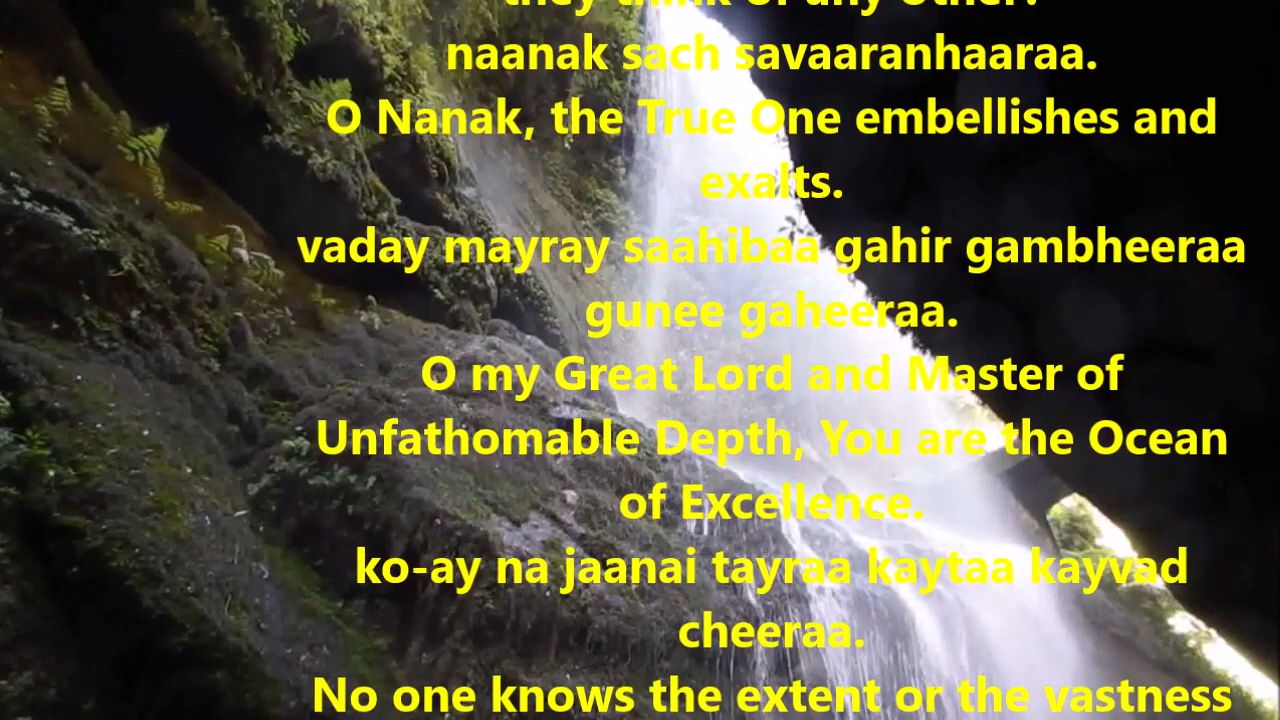 they think of any other?
naanak sach savaaranhaaraa.
O Nanak, the True One embellishes and
exalts.
vaday mayray saahibaa gahir gambheeraa
gunee gaheeraa.
O my Great Lord and Master of
Unfathomable Depth, You are the Ocean
of Excellence.
ko-ay na jaanai tayraa kaytaa kayvad
cheeraa.
No one knows the extent or the vastness